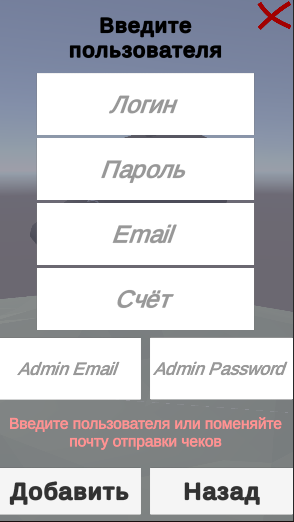 Введите
пользователя
Логин
Пароль
Email
Счёт
Admin Email
Admin Password
Введите пользователя или поменяйте
почту отправки чеков
Добавить
Назад